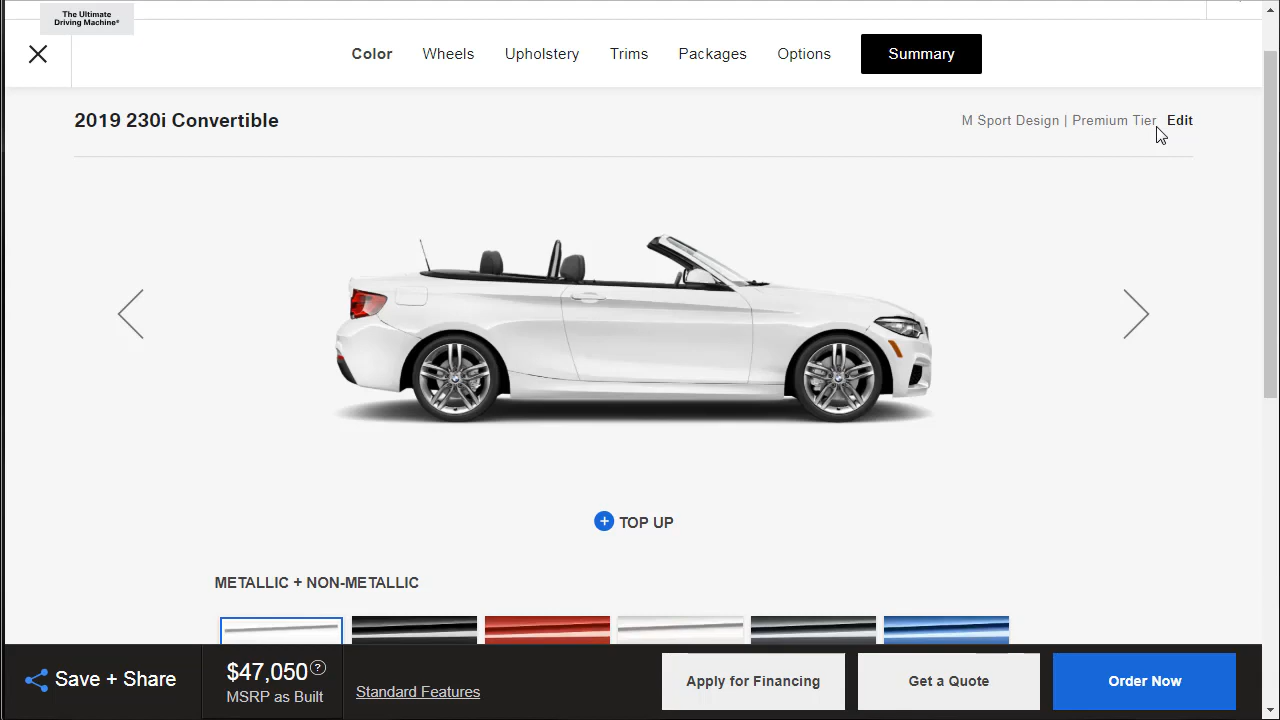 The Ultimate
Driving Machine®
Color Wheels Upholstery Trims Packages Options Summary
2019 230i Convertible
M Sport Design | Premium Tier Edit
+ TOP UP
METALLIC + NON-METALLIC
Save + Share
$47,050 ?
MSRP as Built
Standard Features
Apply for Financing
Get a Quote
Order Now